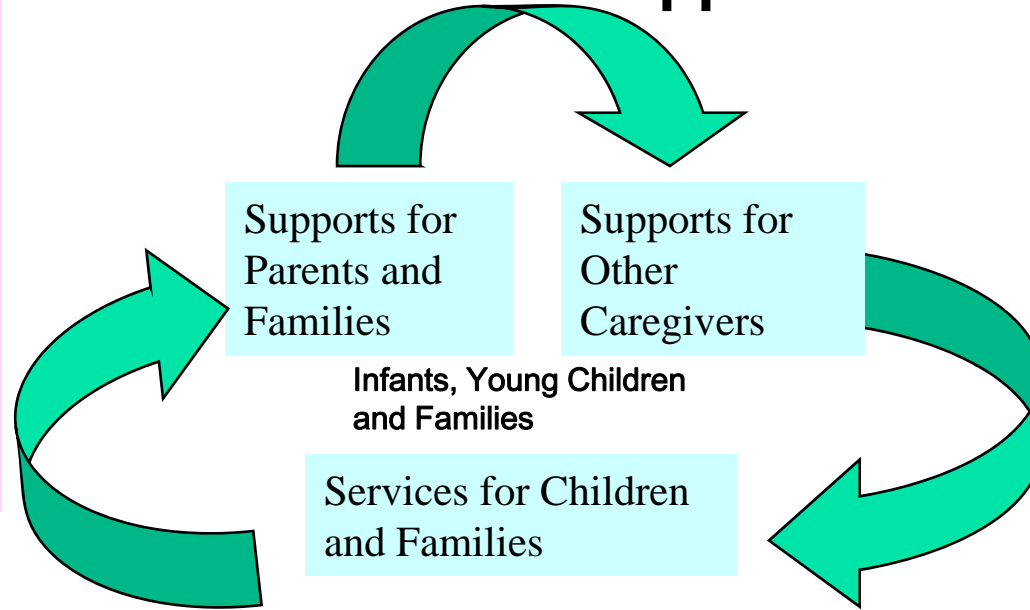 Supports for
Parents and
Families
Supports for
Other
Caregivers
Infants, Young Children
and Families
Services for Children
and Families